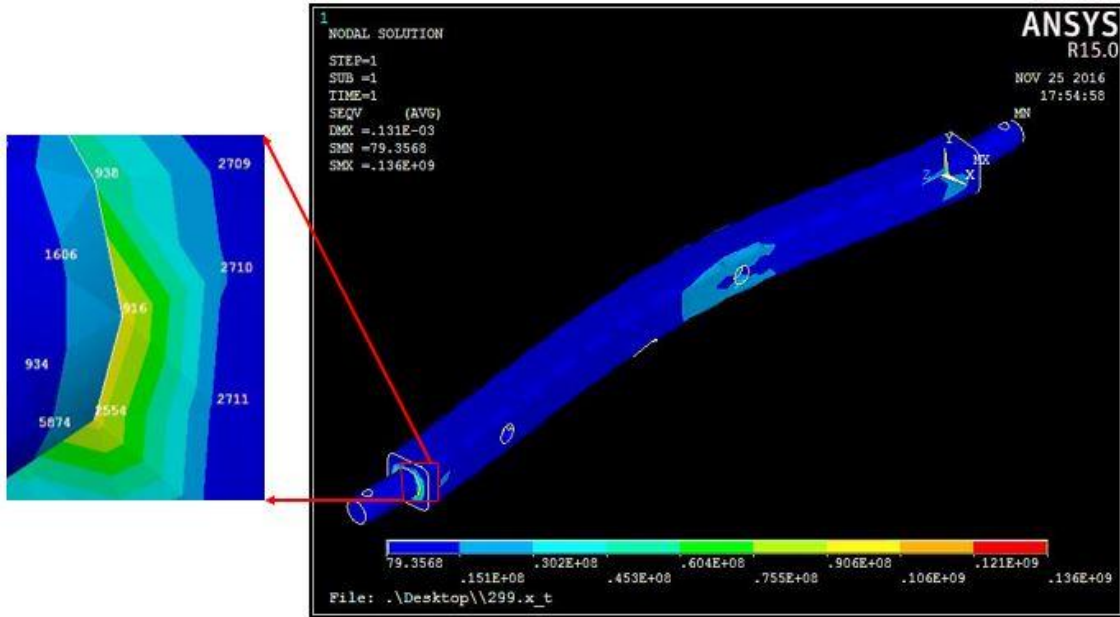 1
NODAL SOLUTION
STEP=1
SUB =1
TIME=1
SEQV (AVG)
DMX =.131E-03
SMN =79.3568
SMX =.136E+09
ANSYS
R15.0
NOV 25 2016
17:54:58
MN
Y
MX
Z X
938
2709
1606
2710
916
934
2711
2554
5874
79.3568 .302E+08 .604E+08 .906E+08 .121E+09
.151E+08 .453E+08 .755E+08 .106E+09 .136E+09
File: .\Desktop\\299.x_t